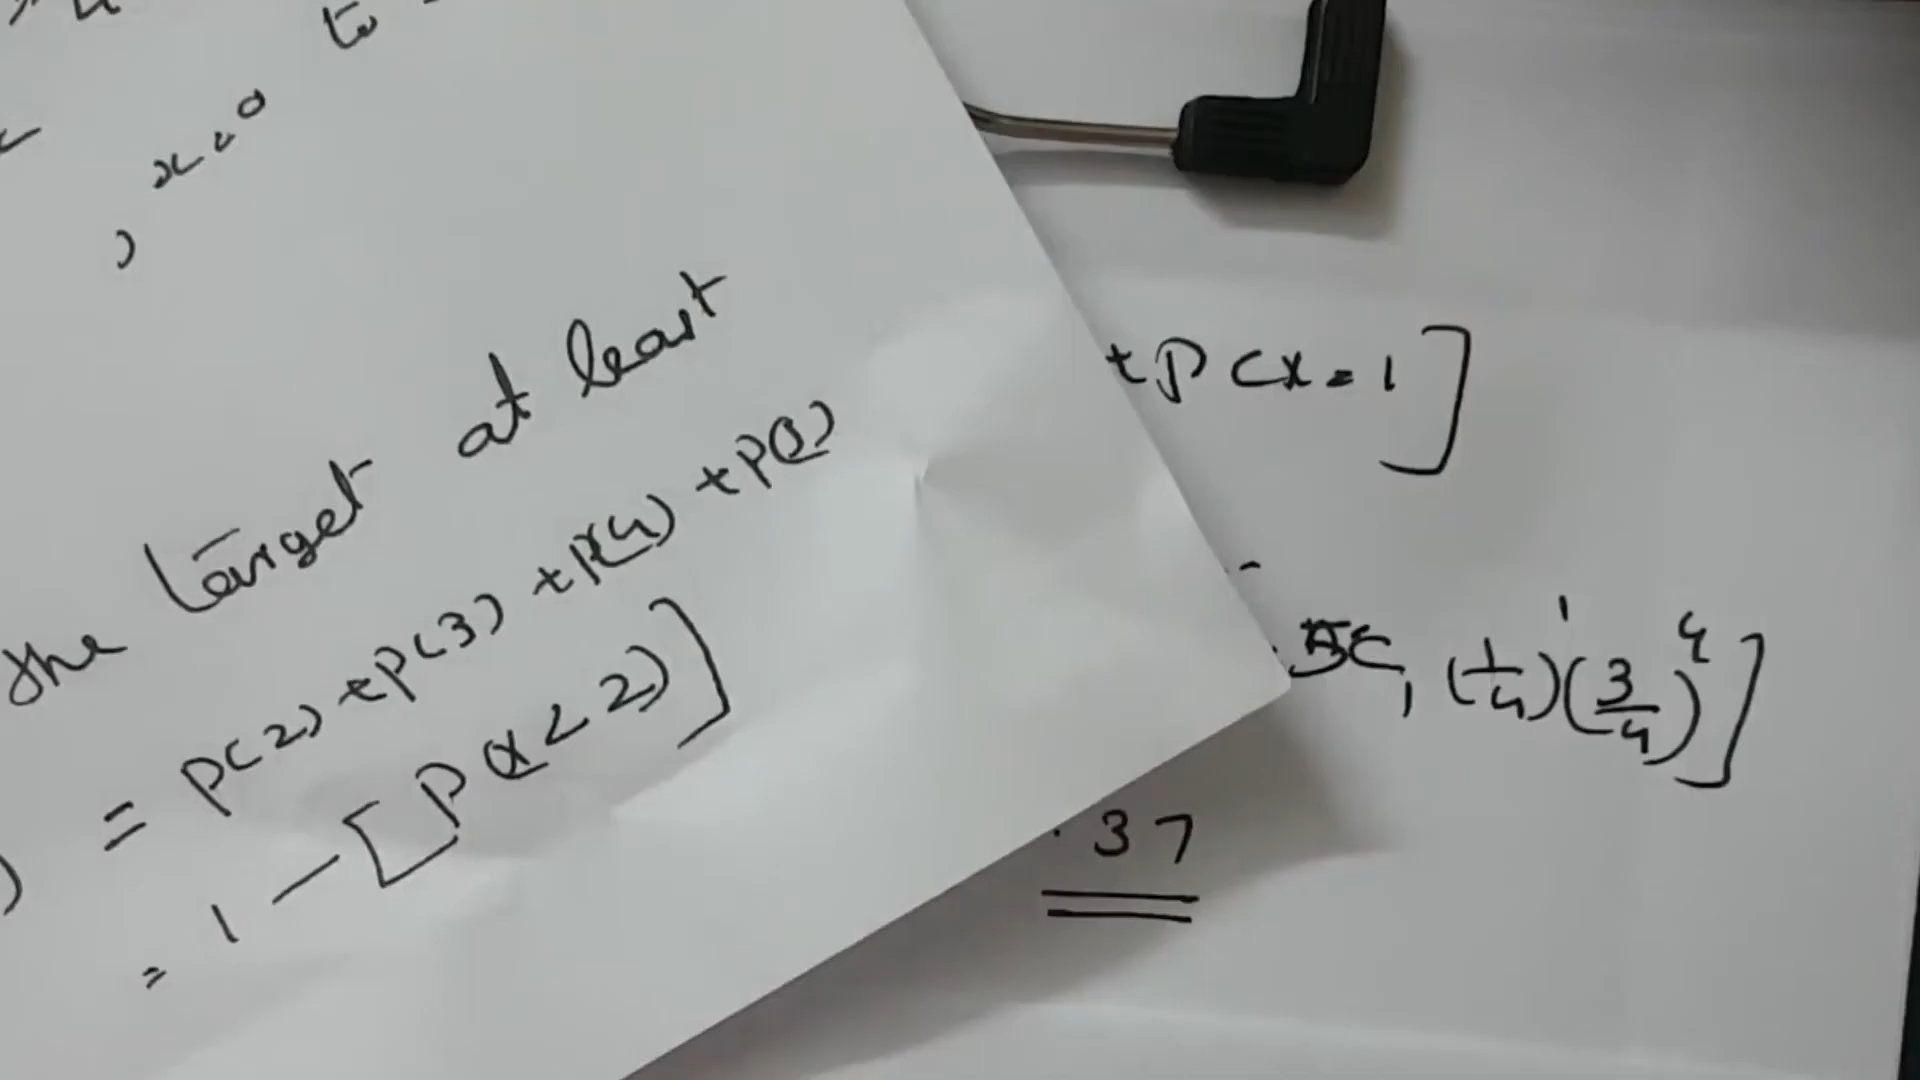 to
, x=0
the target at least
) = P(2) + P(3) + P(4) + P(5)
= 1 - [P(X < 2)]
+ P(x = 1]
5C₁ (1/4)¹ (3/4)⁴]
.37